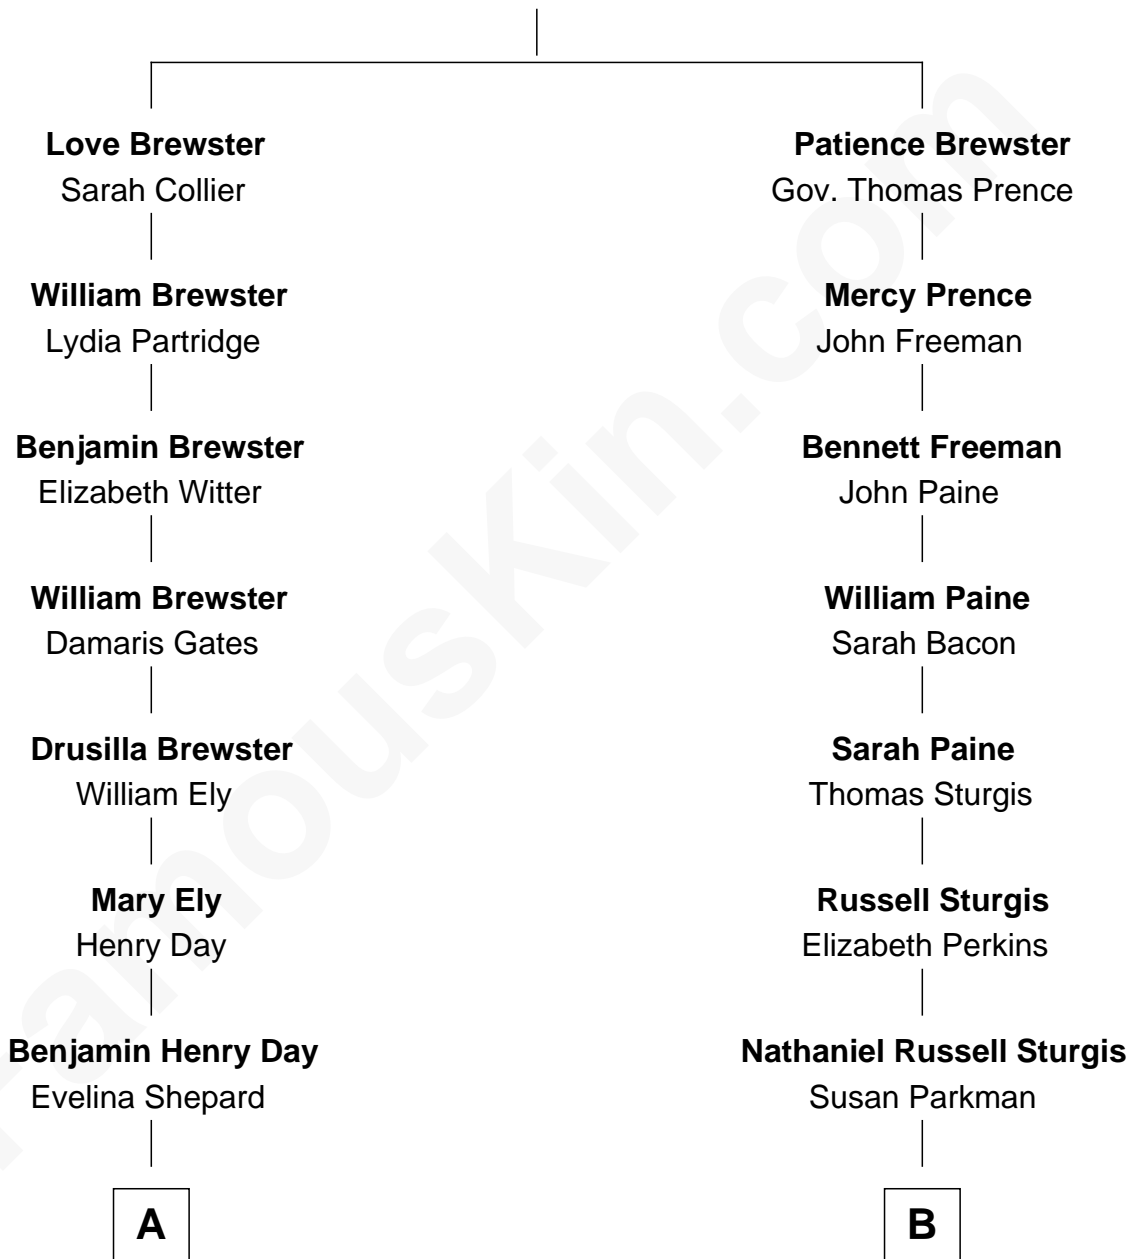 Love Brewster
Sarah Collier
William Brewster
Lydia Partridge
Benjamin Brewster
Elizabeth Witter
William Brewster
Damaris Gates
Drusilla Brewster
William Ely
Mary Ely
Henry Day
Benjamin Henry Day
Evelina Shepard
A
Patience Brewster
Gov. Thomas Prence
Mercy Prence
John Freeman
Bennett Freeman
John Paine
William Paine
Sarah Bacon
Sarah Paine
Thomas Sturgis
Russell Sturgis
Elizabeth Perkins
Nathaniel Russell Sturgis
Susan Parkman
B
FamousKin.com